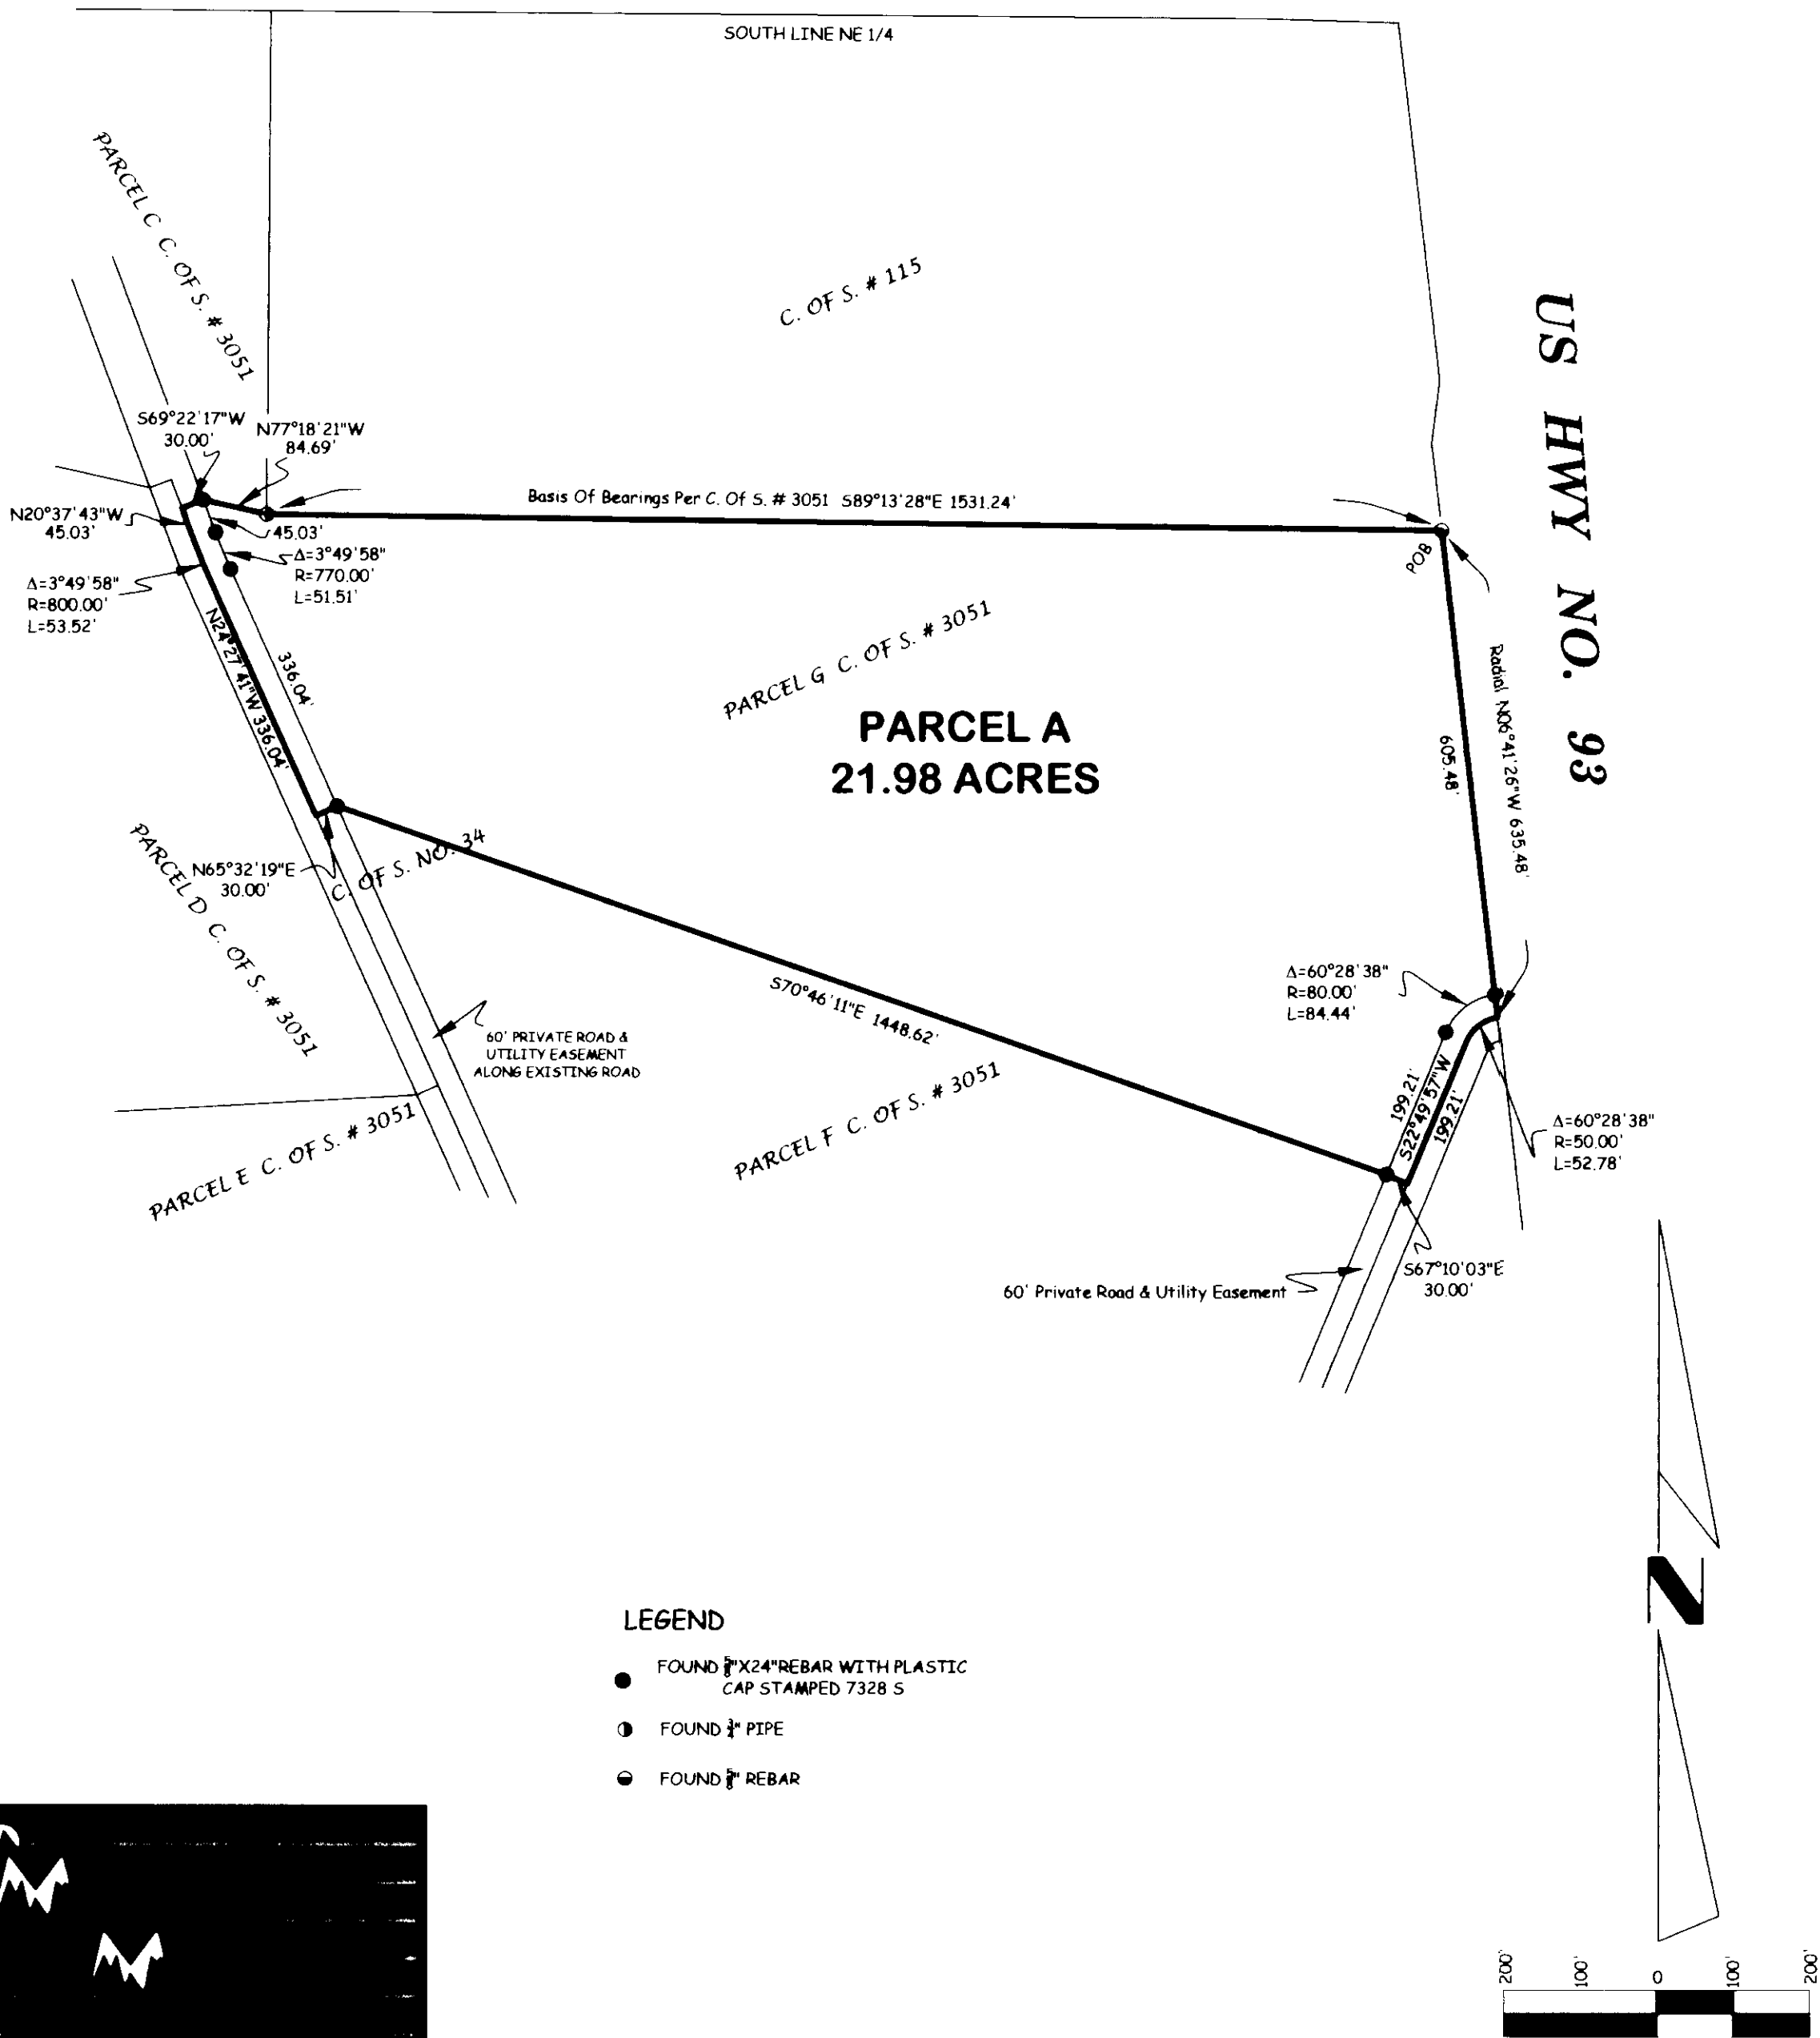 SOUTH LINE NE 1/4
PARCEL C C. OF S. # 3051
C. OF S. # 115
US HWY NO. 93
S69°22'17"W
30.00'
N77°18'21"W
84.69'
Basis Of Bearings Per C. Of S. # 3051 S89°13'28"E 1531.24'
N20°37'43"W
45.03'
45.03'
Δ=3°49'58"
R=770.00'
L=51.51'
Δ=3°49'58"
R=800.00'
L=53.52'
POB
N24°27'41"W 336.04'
336.04'
PARCEL G C. OF S. # 3051
PARCEL A
21.98 ACRES
605.48'
Radial N06°41'26"W 635.48'
N65°32'19"E
30.00'
C. OF S. NO. 34
PARCEL D C. OF S. # 3051
S70°46'11"E 1448.62'
Δ=60°28'38"
R=80.00'
L=84.44'
60' PRIVATE ROAD &
UTILITY EASEMENT
ALONG EXISTING ROAD
199.21'
S22°49'57"W
199.21'
Δ=60°28'38"
R=50.00'
L=52.78'
PARCEL E C. OF S. # 3051
PARCEL F C. OF S. # 3051
S67°10'03"E
30.00'
60' Private Road & Utility Easement
N
LEGEND
FOUND 5/8"X24"REBAR WITH PLASTIC
CAP STAMPED 7328 S
FOUND 3/4" PIPE
FOUND 5/8" REBAR
200' 100' 0 100' 200'